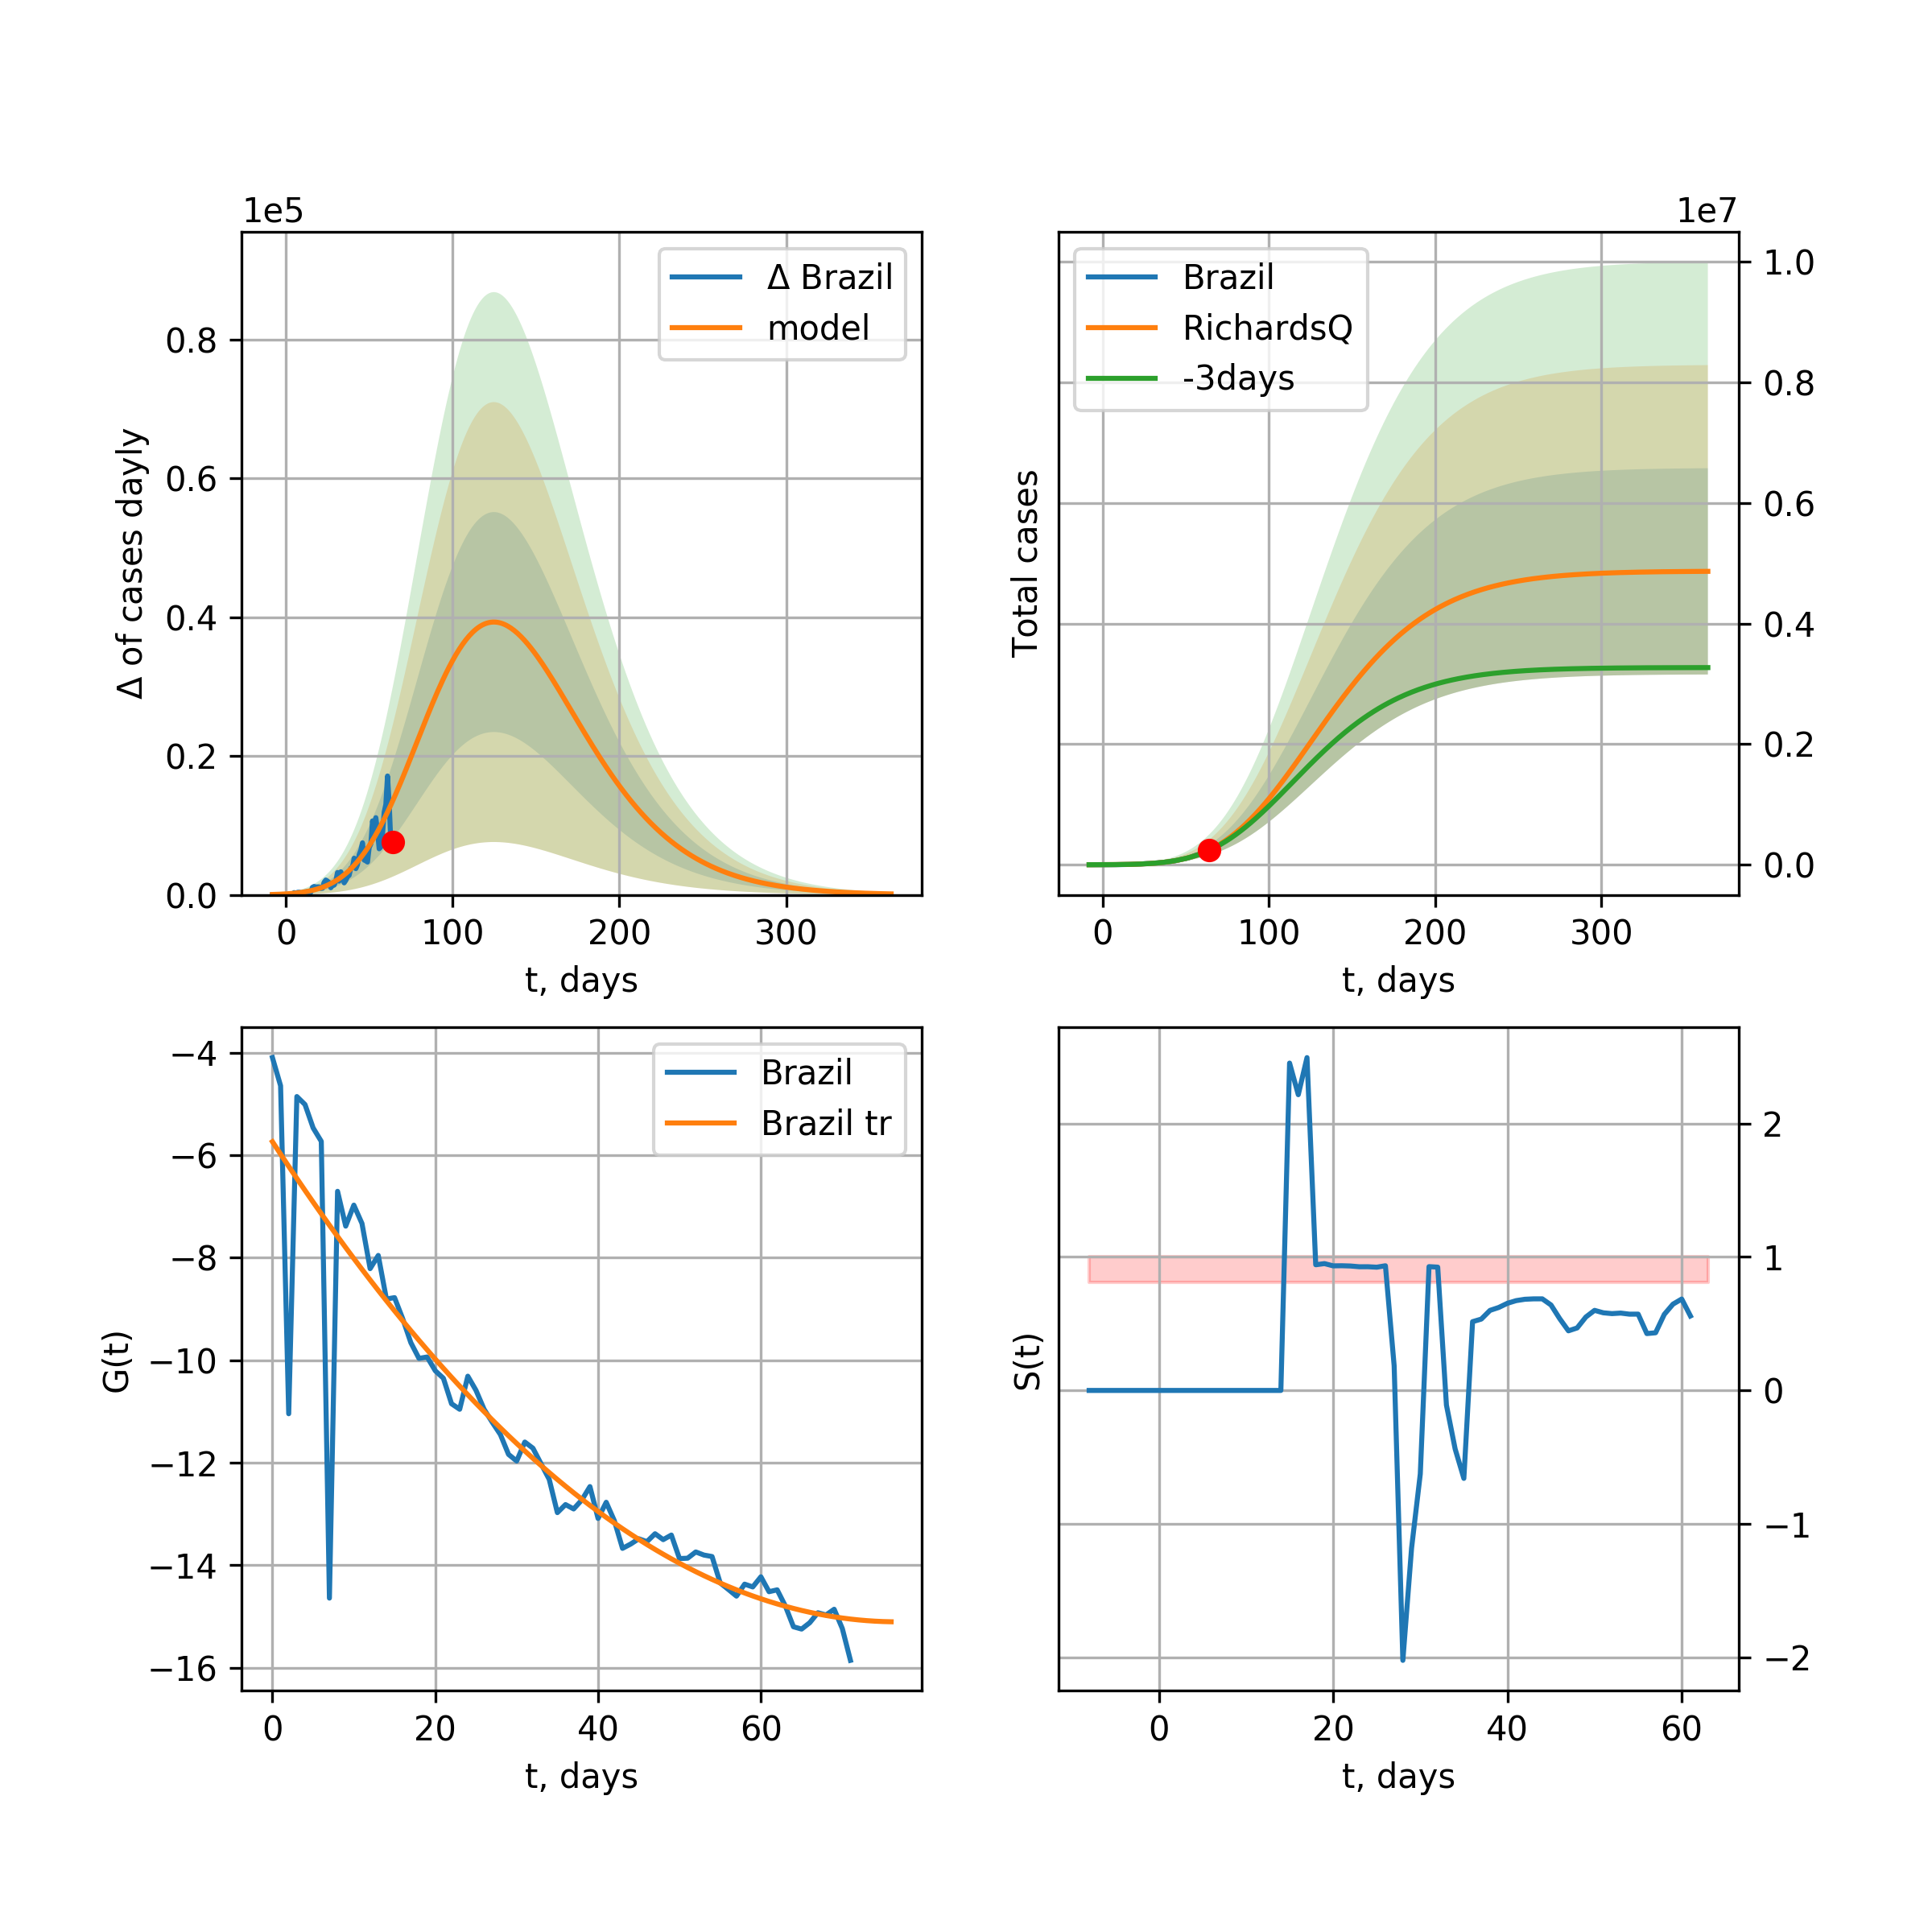 1e5
Δ of cases dayly
0.8
0.6
0.4
0.2
0.0
0 100 200 300
t, days
Δ Brazil
model
1e7
Total cases
1.0
0.8
0.6
0.4
0.2
0.0
0 100 200 300
t, days
Brazil
RichardsQ
-3days
G(t)
−4
−6
−8
−10
−12
−14
−16
0 20 40 60
t, days
Brazil
Brazil tr
S(t)
2
1
0
−1
−2
0 20 40 60
t, days